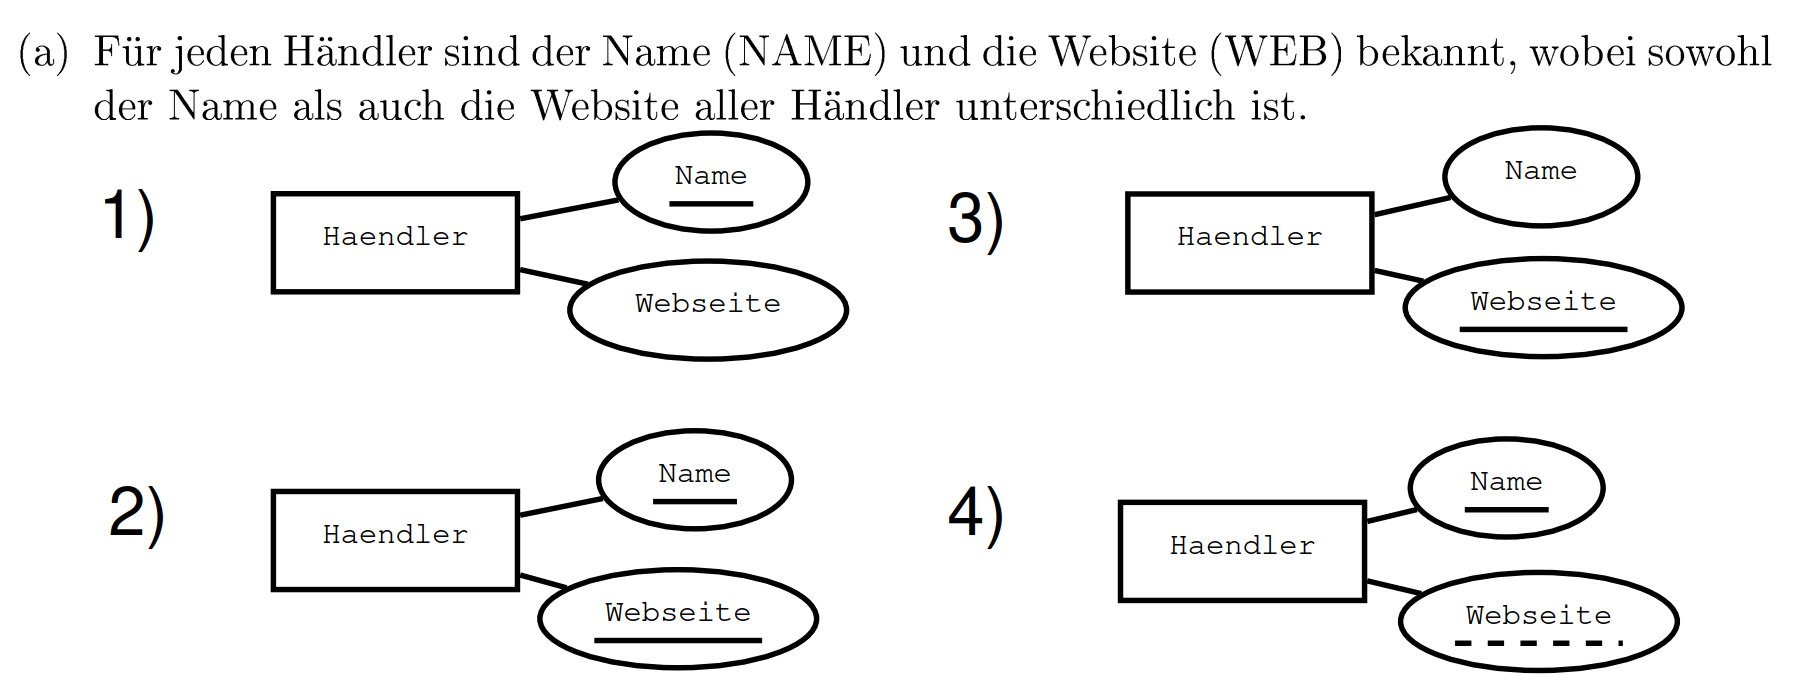 (a) Für jeden Händler sind der Name (NAME) und die Website (WEB) bekannt, wobei sowohl
der Name als auch die Website aller Händler unterschiedlich ist.
1)
Haendler
Name
Webseite
3)
Haendler
Name
Webseite
2)
Haendler
Name
Webseite
4)
Haendler
Name
Webseite